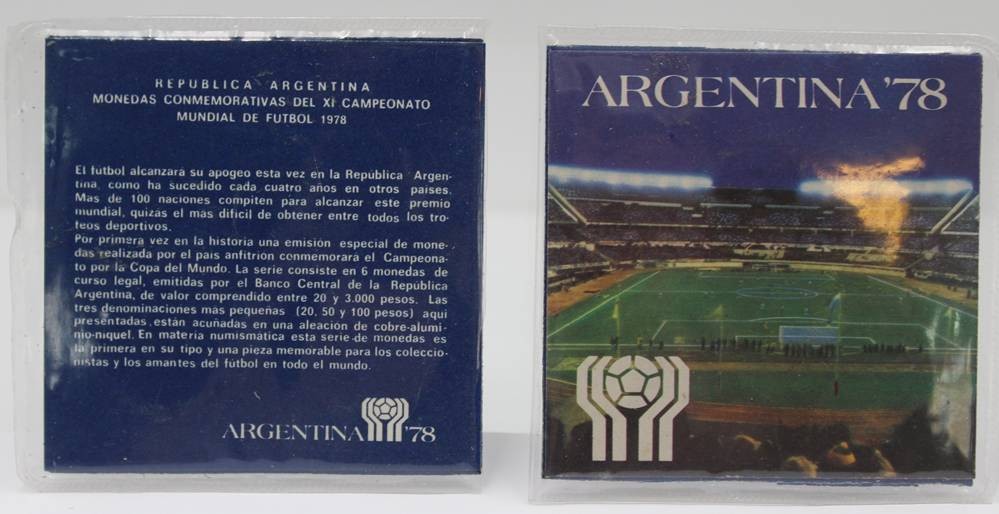 REPUBLICA ARGENTINA
MONEDAS CONMEMORATIVAS DEL XI CAMPEONATO
MUNDIAL DE FUTBOL 1978
El futbol alcanzará su apogeo esta vez en la República Argen-
tina, como ha sucedido cada cuatro años en otros países.
Mas de 100 naciones compiten para alcanzar este premio
mundial, quizás el mas dificil de obtener entre todos los tro-
feos deportivos.
Por primera vez en la historia una emisión especial de mone-
das realizada por el país anfitrión conmemorará el Campeona-
to por la Copa del Mundo. La serie consiste en 6 monedas de
curso legal, emitidas por el Banco Central de la República
Argentina, de valor comprendido entre 20 y 3.000 pesos. Las
tres denominaciones mas pequeñas (20, 50 y 100 pesos) aquí
presentadas están acuñadas en una aleación de cobre-alumi-
nio-niquel. En materia numismatica esta serie de monedas es
la primera en su tipo y una pieza memorable para los coleccio-
nistas y los amantes del fútbol en todo el mundo.
ARGENTINA '78
ARGENTINA '78